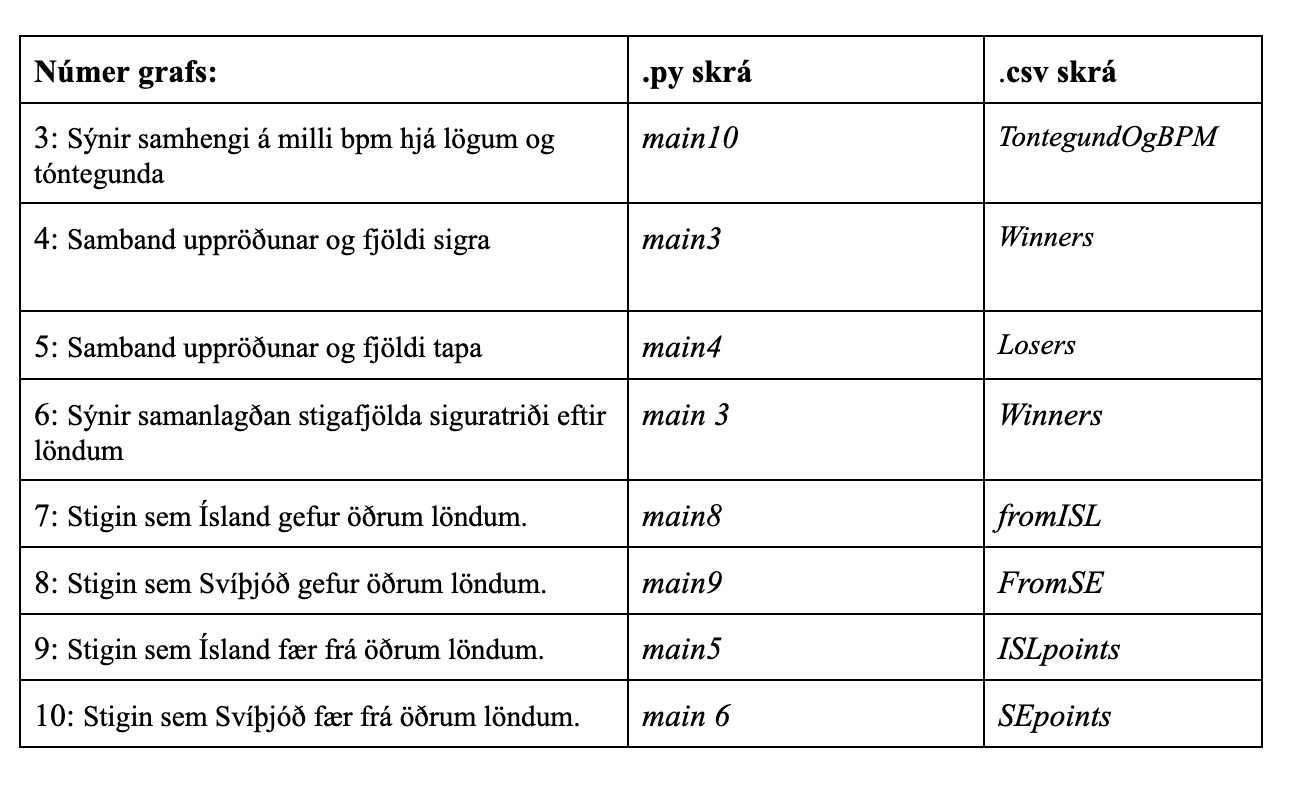 Númer grafs: .py skrá .csv skrá
3: Sýnir samhengi á milli bpm hjá lögum og main10 TontegundOgBPM
tóntegunda
4: Samband uppröðunar og fjöldi sigra main3 Winners
5: Samband uppröðunar og fjöldi tapa main4 Losers
6: Sýnir samanlagðan stigafjölda siguratriði eftir main 3 Winners
löndum
7: Stigin sem Ísland gefur öðrum löndum. main8 fromISL
8: Stigin sem Svíþjóð gefur öðrum löndum. main9 FromSE
9: Stigin sem Ísland fær frá öðrum löndum. main5 ISLpoints
10: Stigin sem Svíþjóð fær frá öðrum löndum. main 6 SEpoints